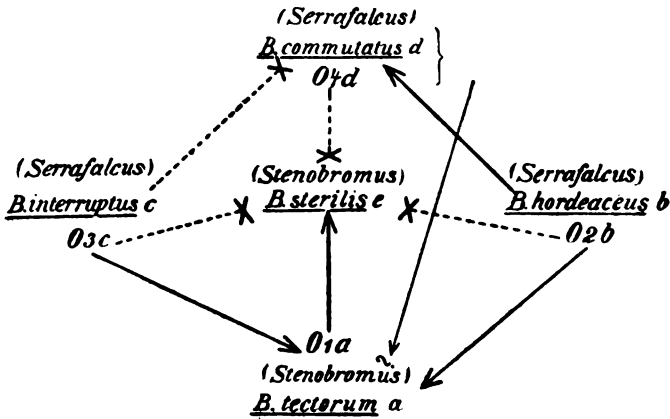 (Serrafalcus)
B. commutatus d
O4d
(Serrafalcus)
B. interruptus c
O3c
(Stenobromus)
B. sterilis e
(Serrafalcus)
B. hordeaceus b
O2b
O1a
(Stenobromus)
B. tectorum a